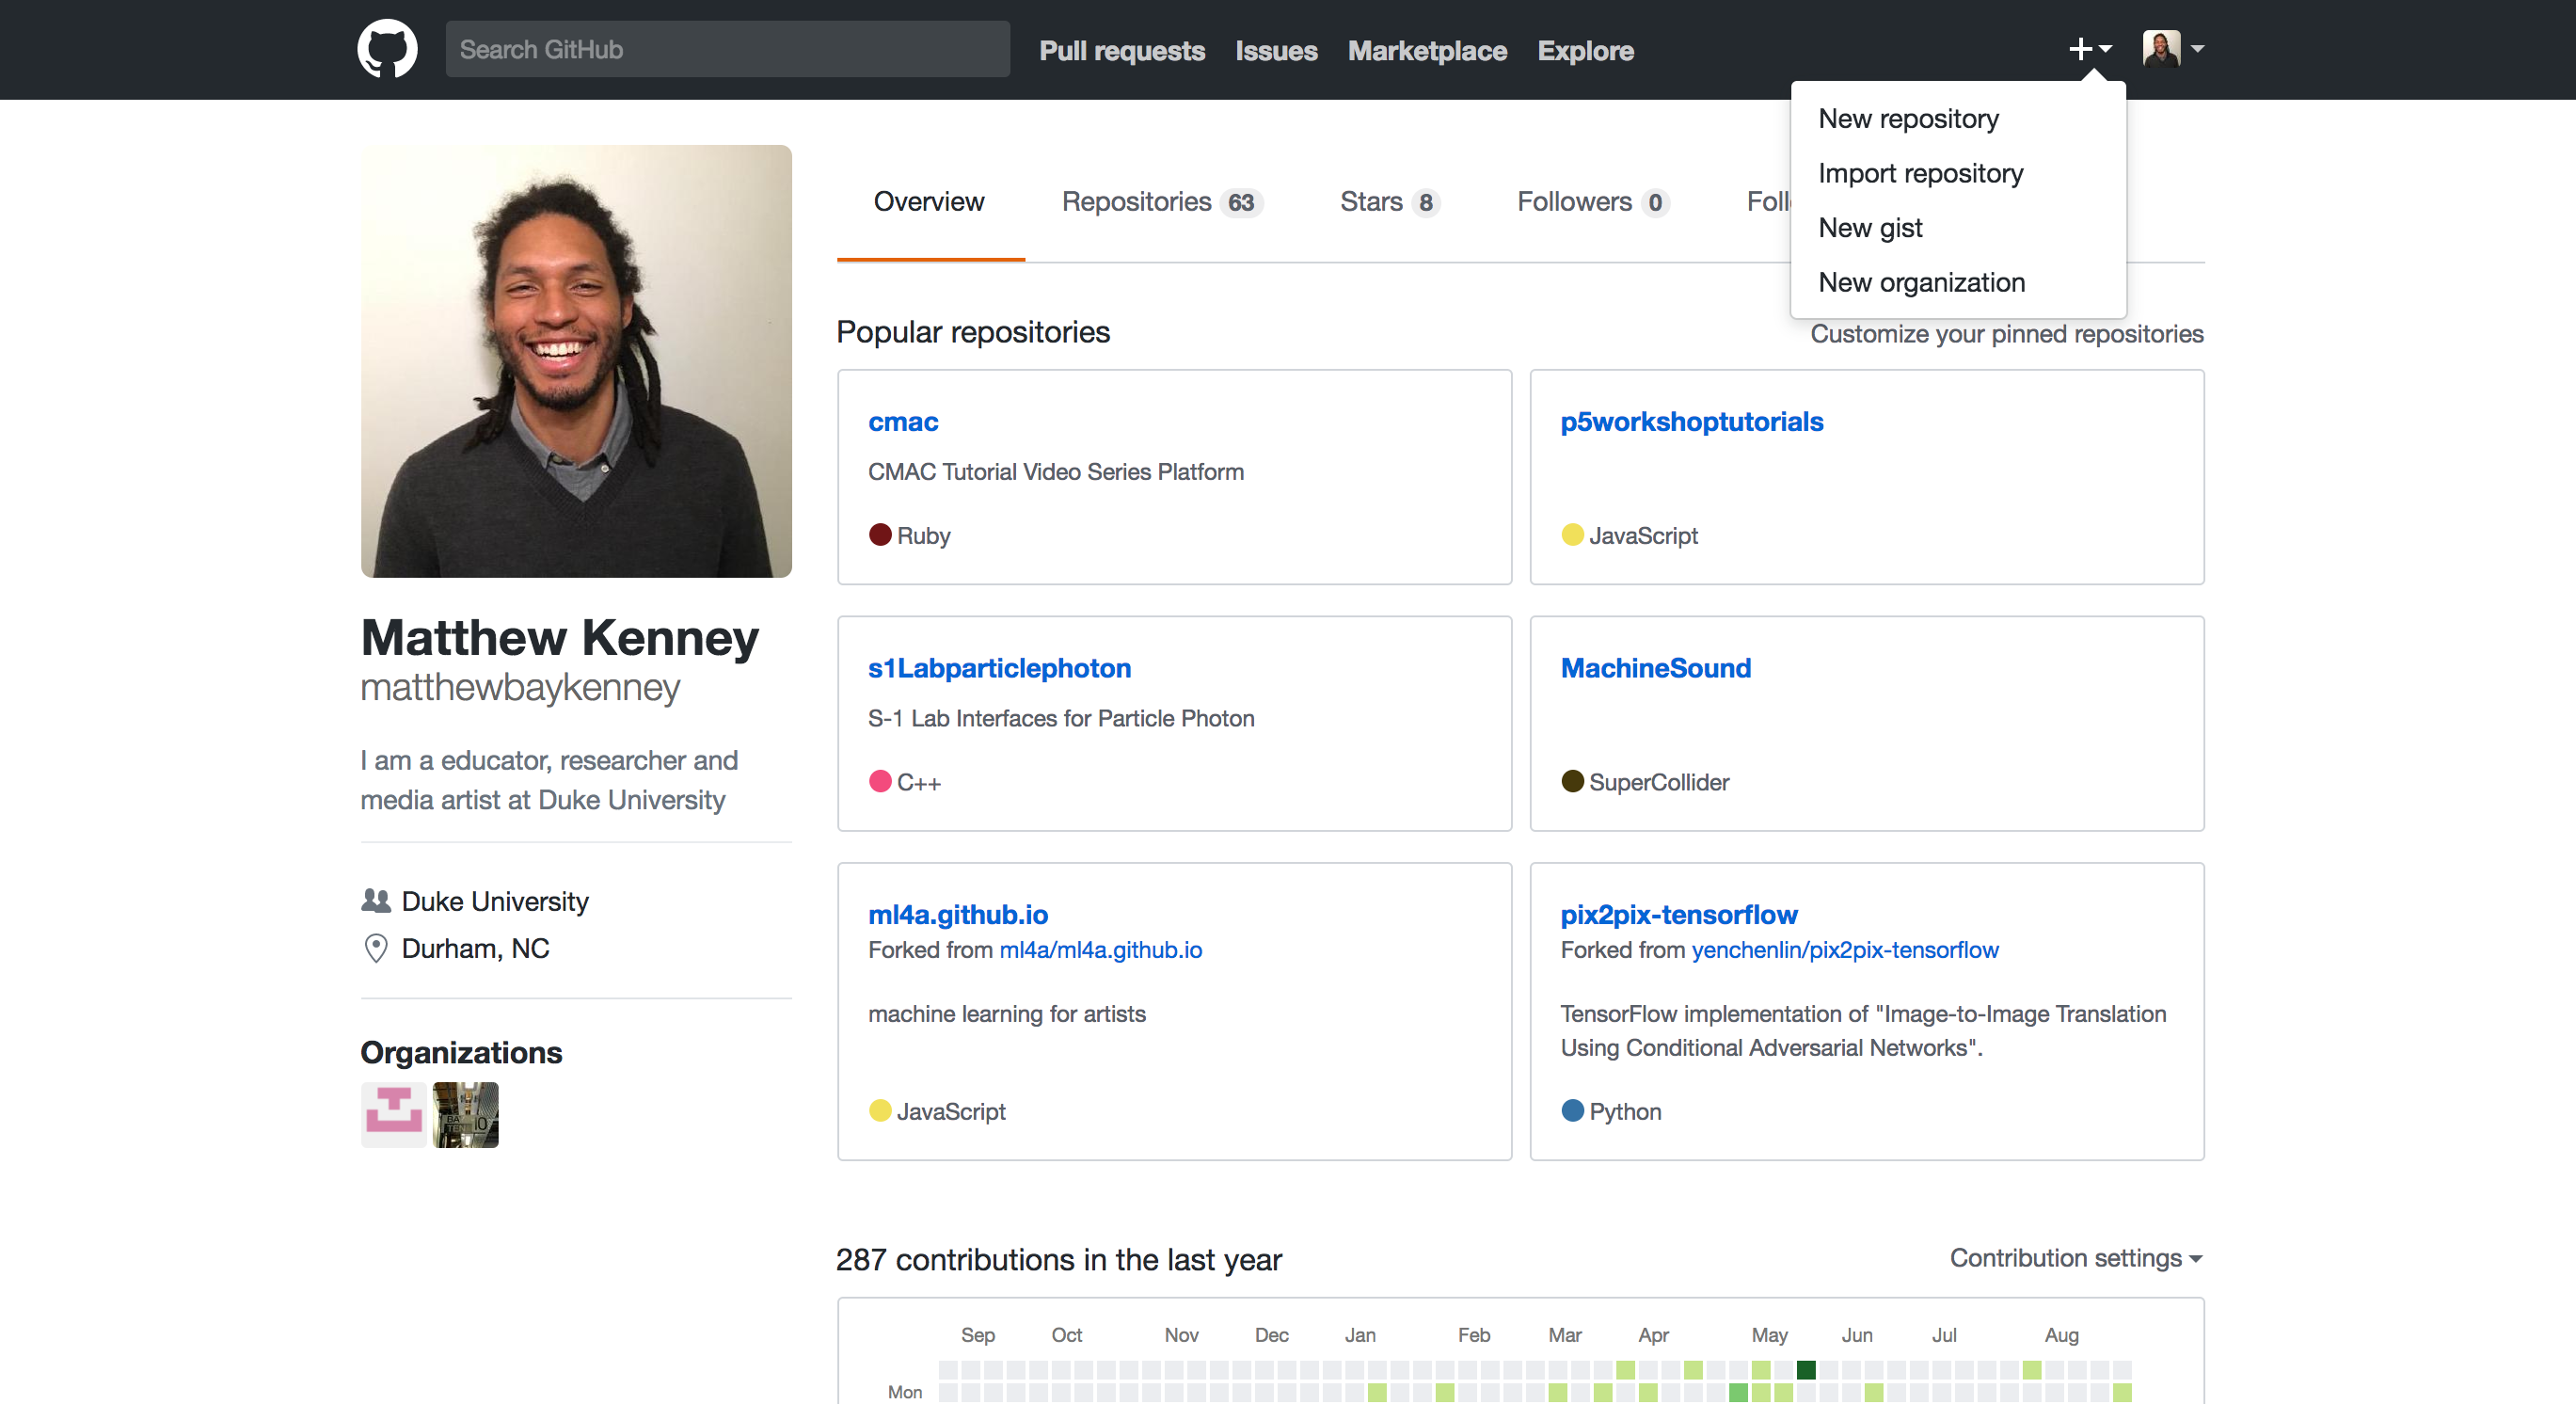 Search GitHub
Pull requests Issues Marketplace Explore
New repository
Import repository
New gist
New organization
Overview Repositories 63 Stars 8 Followers 0 Foll
Popular repositories
Customize your pinned repositories
cmac
CMAC Tutorial Video Series Platform
Ruby
p5workshoptutorials
JavaScript
s1Labparticlephoton
S-1 Lab Interfaces for Particle Photon
C++
MachineSound
SuperCollider
ml4a.github.io
Forked from ml4a/ml4a.github.io
machine learning for artists
JavaScript
pix2pix-tensorflow
Forked from yenchenlin/pix2pix-tensorflow
TensorFlow implementation of "Image-to-Image Translation
Using Conditional Adversarial Networks".
Python
Matthew Kenney
matthewbaykenney
I am a educator, researcher and
media artist at Duke University
Duke University
Durham, NC
Organizations
287 contributions in the last year
Contribution settings
Sep Oct Nov Dec Jan Feb Mar Apr May Jun Jul Aug
Mon